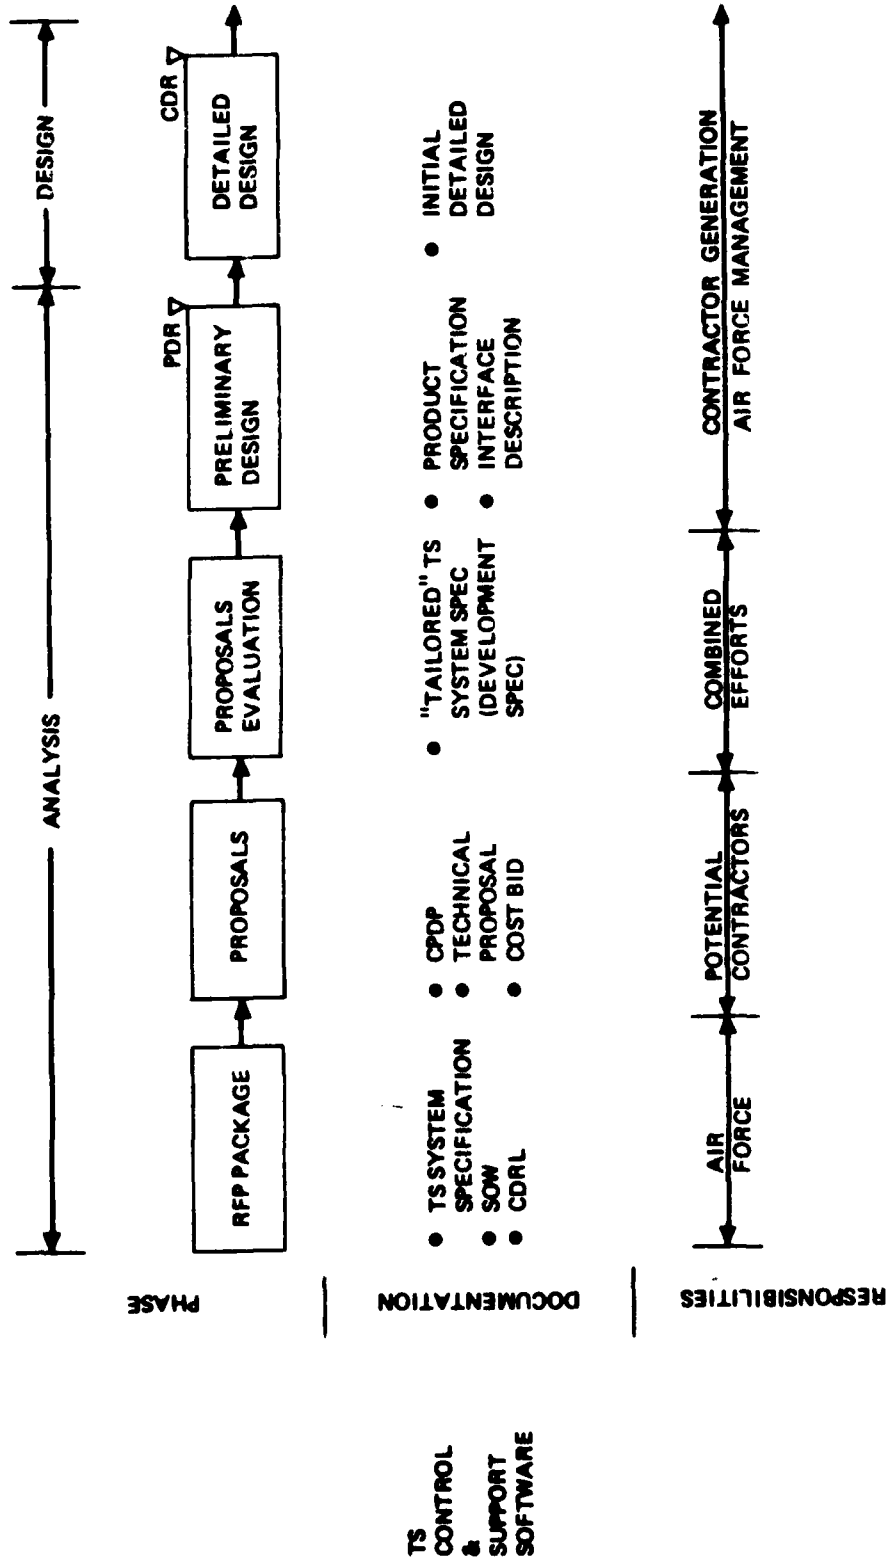 TS
CONTROL
&
SUPPORT
SOFTWARE
PHASE
ANALYSIS
DESIGN
RFP PACKAGE
PROPOSALS
PROPOSALS
EVALUATION
PRELIMINARY
DESIGN
PDR
DETAILED
DESIGN
CDR
DOCUMENTATION
● TS SYSTEM
SPECIFICATION
● SOW
● CDRL
● CPDP
● TECHNICAL
PROPOSAL
● COST BID
● "TAILORED" TS
SYSTEM SPEC
(DEVELOPMENT
SPEC)
● PRODUCT
SPECIFICATION
● INTERFACE
DESCRIPTION
● INITIAL
DETAILED
DESIGN
RESPONSIBILITIES
AIR
FORCE
POTENTIAL
CONTRACTORS
COMBINED
EFFORTS
CONTRACTOR GENERATION
AIR FORCE MANAGEMENT